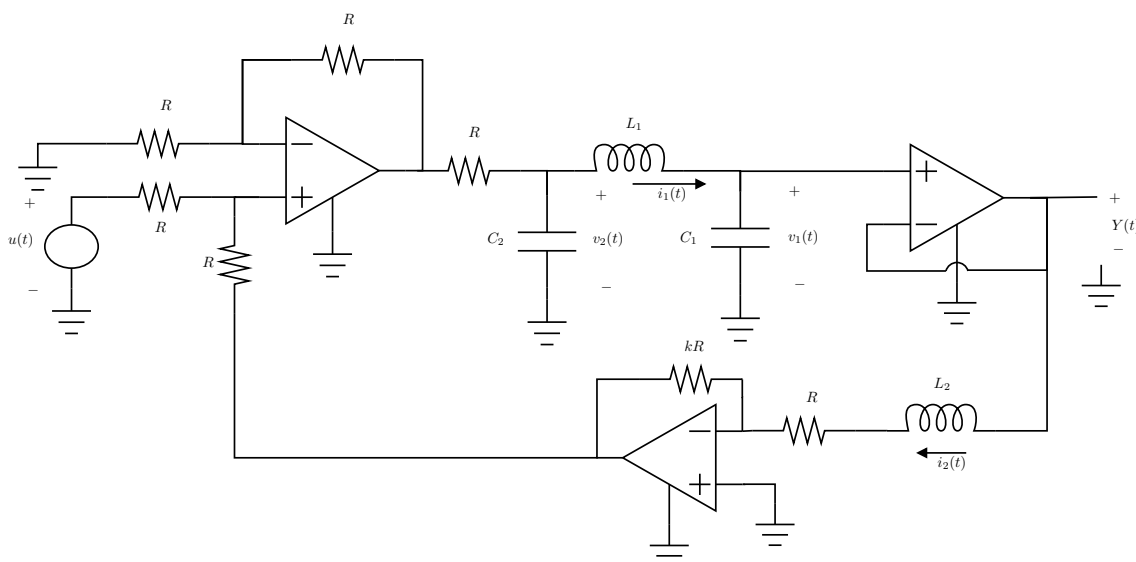 R
R
R
L₁
+
i₁(t)
+
+
R
u(t)
R
C₂
v₂(t)
C₁
v₁(t)
Y(t)
−
−
−
−
kR
R
L₂
i₂(t)